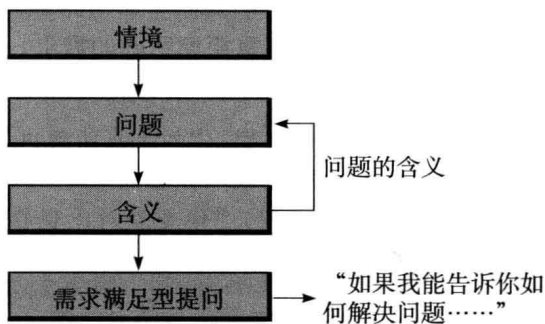 情境
问题
问题的含义
含义
需求满足型提问
“如果我能告诉你如
何解决问题……”